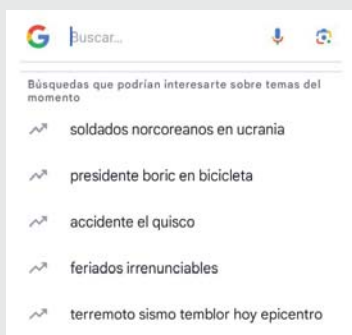 Buscar...
Búsquedas que podrían interesarte sobre temas del
momento
soldados norcoreanos en ucrania
presidente boric en bicicleta
accidente el quisco
feriados irrenunciables
terremoto sismo temblor hoy epicentro